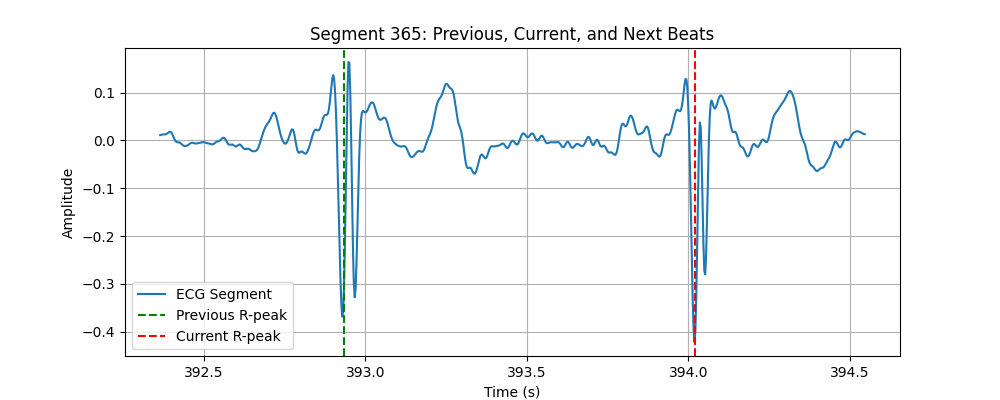 Segment 365: Previous, Current, and Next Beats
Amplitude
0.1
0.0
−0.1
−0.2
−0.3
−0.4
ECG Segment
Previous R-peak
Current R-peak
392.5 393.0 393.5 394.0 394.5
Time (s)